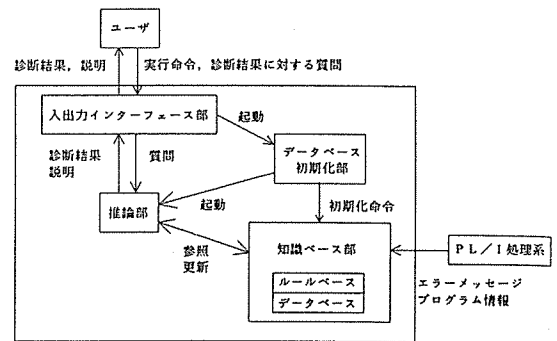 ユーザ
診断結果，説明
実行命令，診断結果に対する質問
入出力インターフェース部
起動
診断結果
説明
質問
データベース
初期化部
推論部
起動
初期化命令
参照
更新
知識ベース部
ルールベース
データベース
ＰＬ／Ｉ処理系
エラーメッセージ
プログラム情報